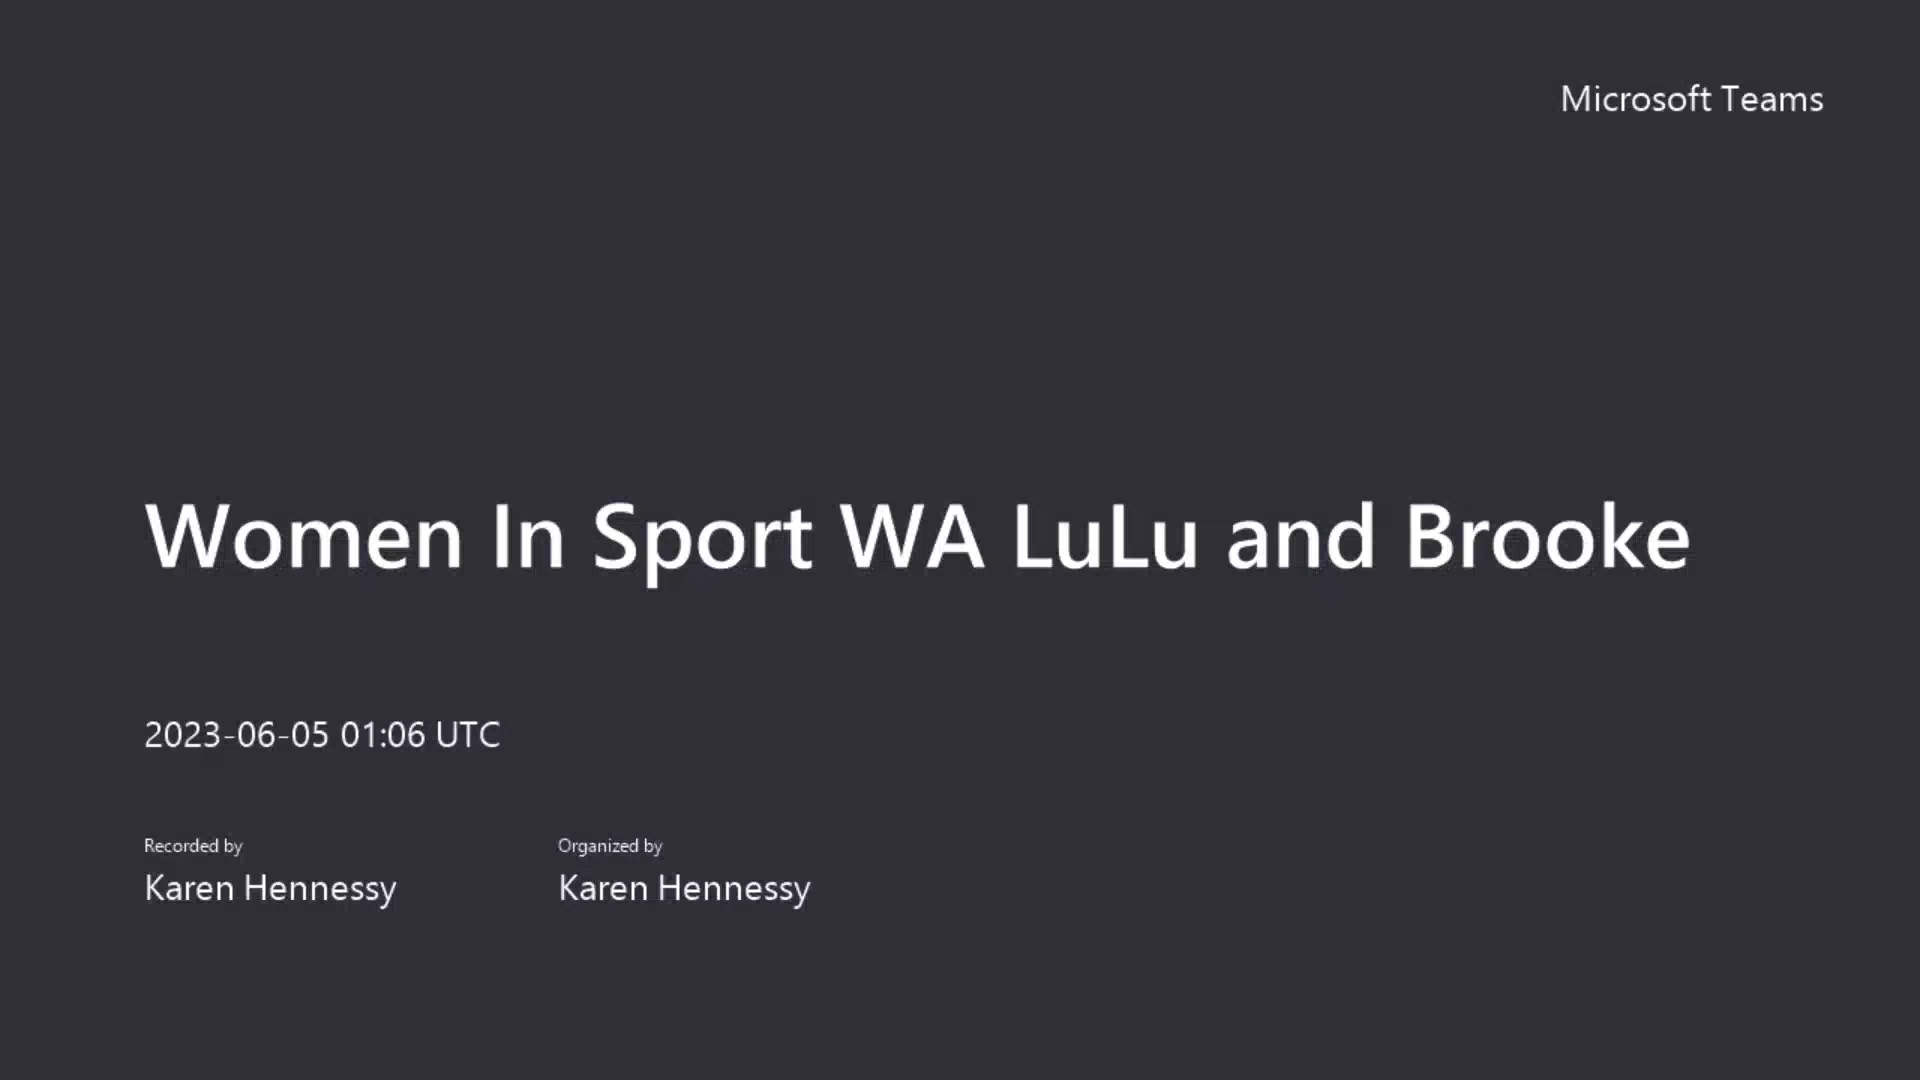 Microsoft Teams
Women In Sport WA LuLu and Brooke
2023-06-05 01:06 UTC
Recorded by
Karen Hennessy
Organized by
Karen Hennessy